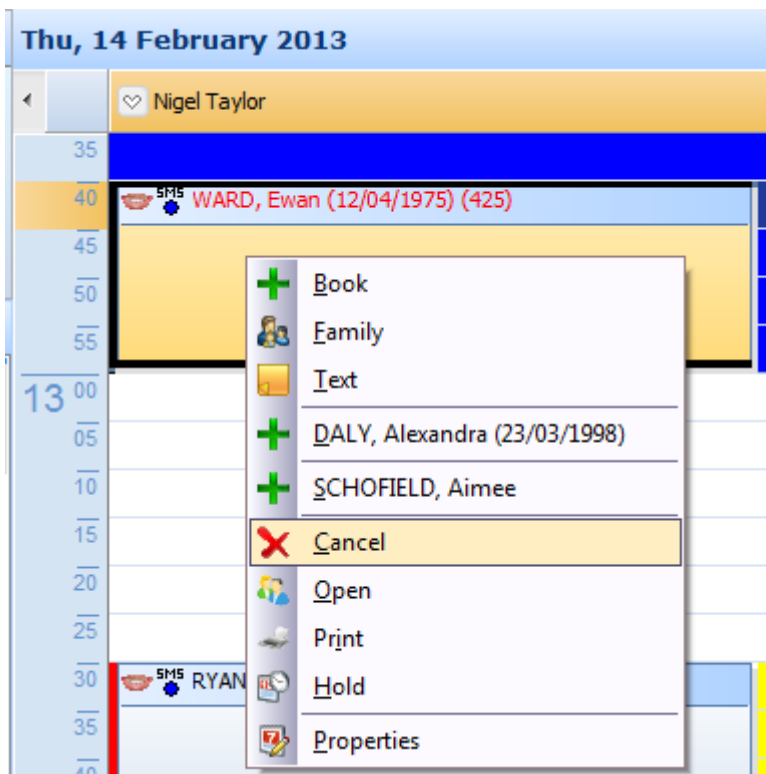 Thu, 14 February 2013
Nigel Taylor
35
40 SMS WARD, Ewan (12/04/1975) (425)
45
50
55
13 00
05
10
15
20
25
30 SMS RYAN
35
40
Book
Family
Text
DALY, Alexandra (23/03/1998)
SCHOFIELD, Aimee
Cancel
Open
Print
Hold
Properties